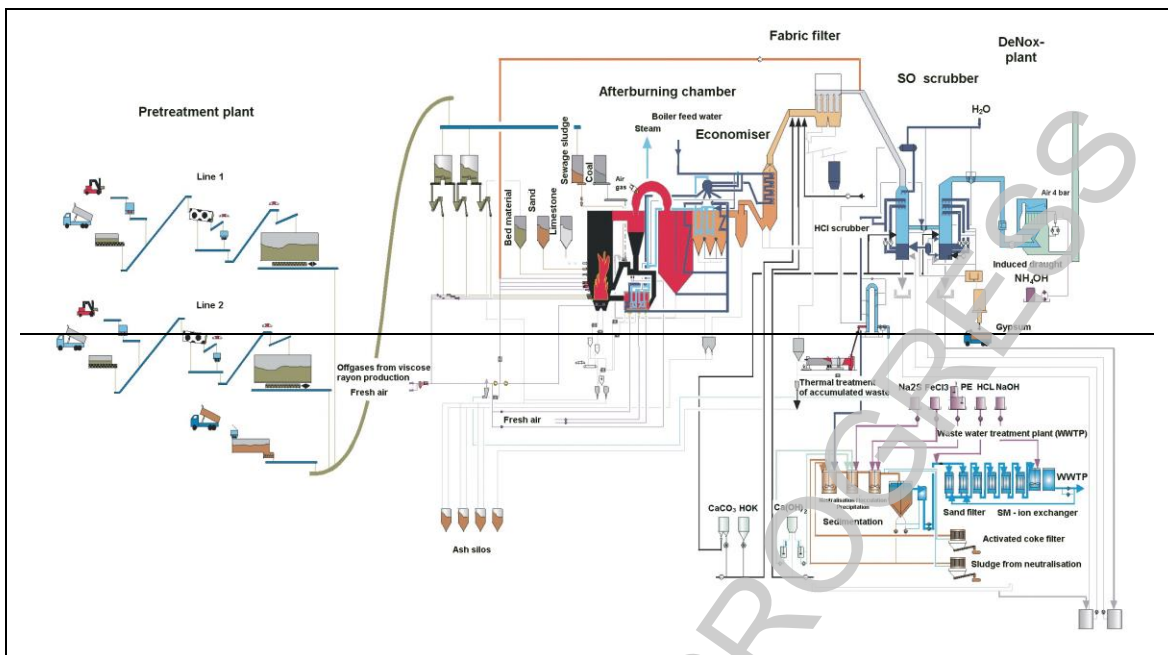 Fabric filter
DeNox-
plant
SO scrubber
Afterburning chamber
Pretreatment plant
H₂O
Boiler feed water
Steam
Economiser
Sewage sludge
Coal
Line 1
Air
gas
Air 4 bar
Bed material
Sand
Limestone
HCl scrubber
Induced draught
NH₄OH
Line 2
Gypsum
Offgases from viscose
rayon production
Fresh air
Thermal treatment
of accumulated waste
Na2S FeCl3 PE HCL NaOH
Fresh air
Waste water treatment plant (WWTP)
WWTP
Precipitation
Sand filter SM - ion exchanger
CaCO₃ HOK Ca(OH)₂
Sedimentation
Activated coke filter
Ash silos
Sludge from neutralisation
PROGRESS